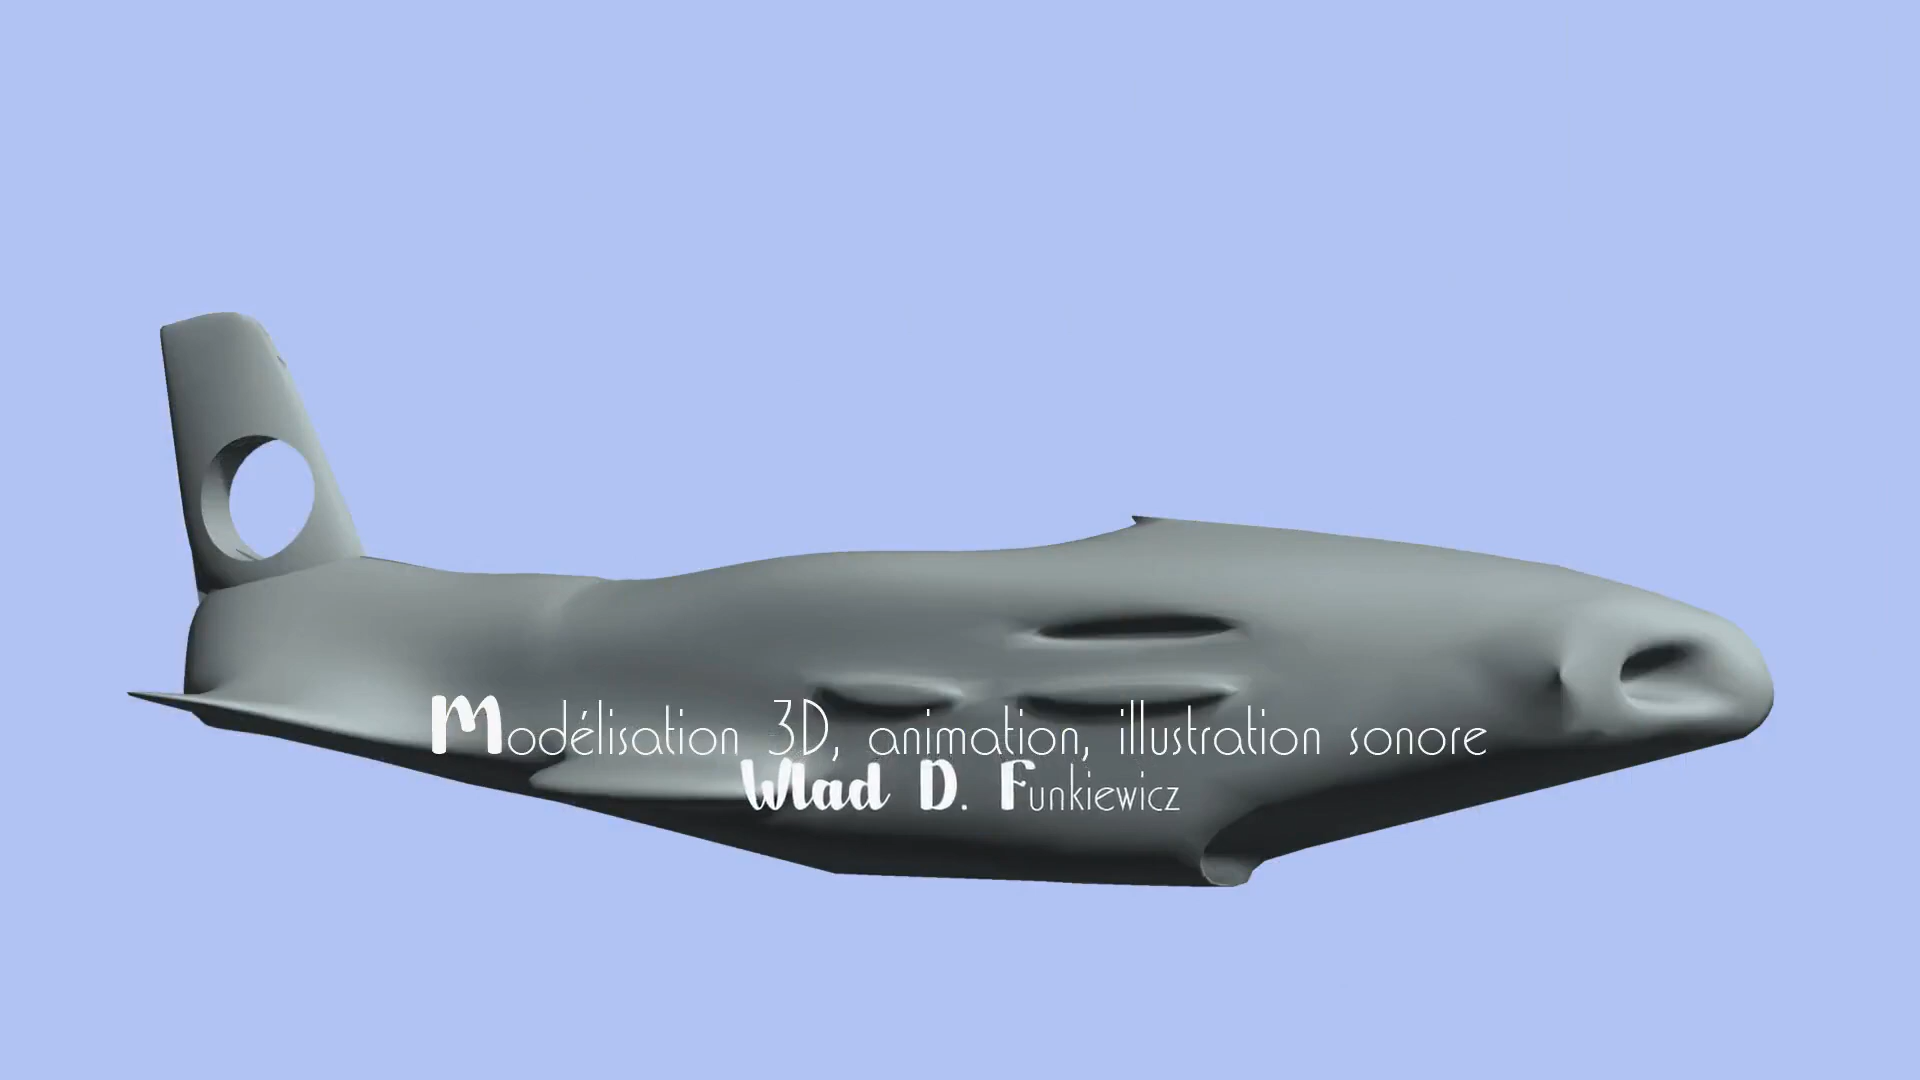 Modélisation 3D, animation, illustration sonore
Wlad D. Funkiewicz